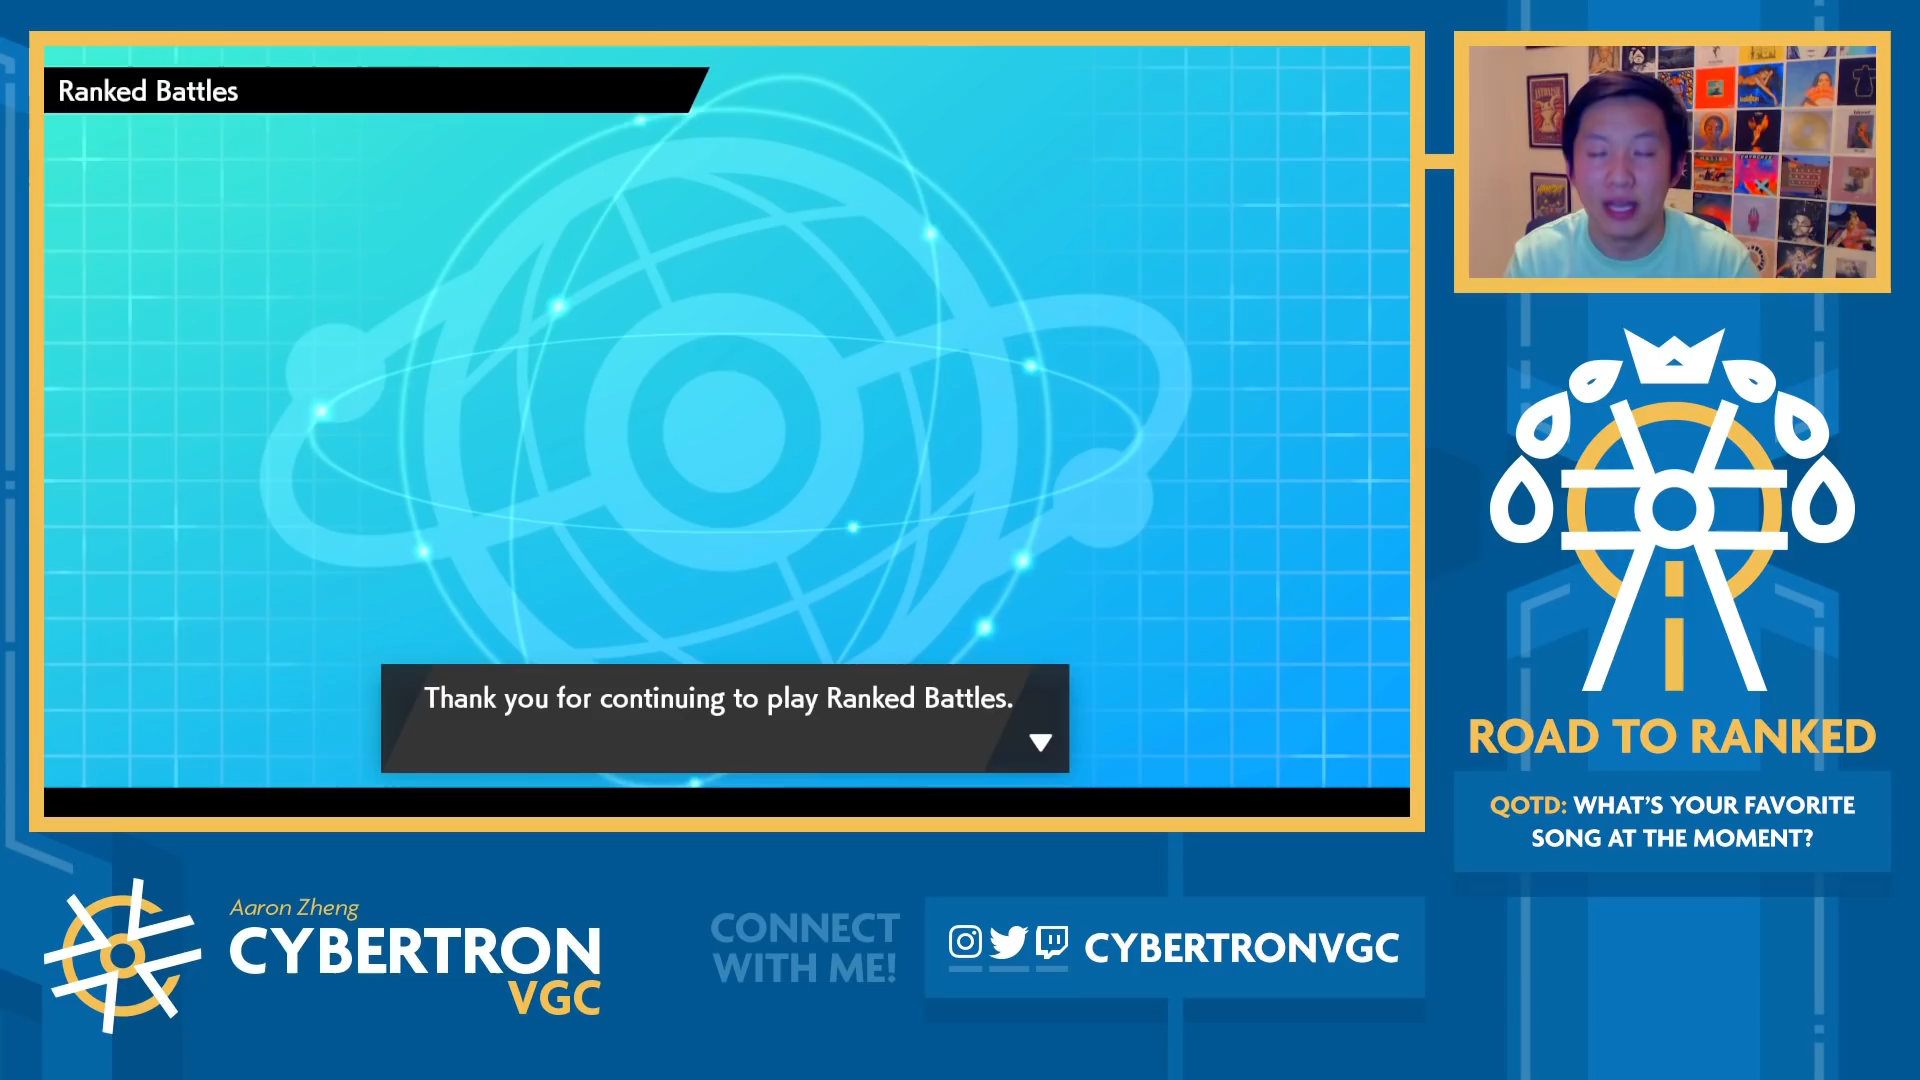 Ranked Battles
Thank you for continuing to play Ranked Battles.
ROAD TO RANKED
QOTD: WHAT'S YOUR FAVORITE
SONG AT THE MOMENT?
Aaron Zheng
CYBERTRON
VGC
CONNECT
WITH ME!
CYBERTRONVGC